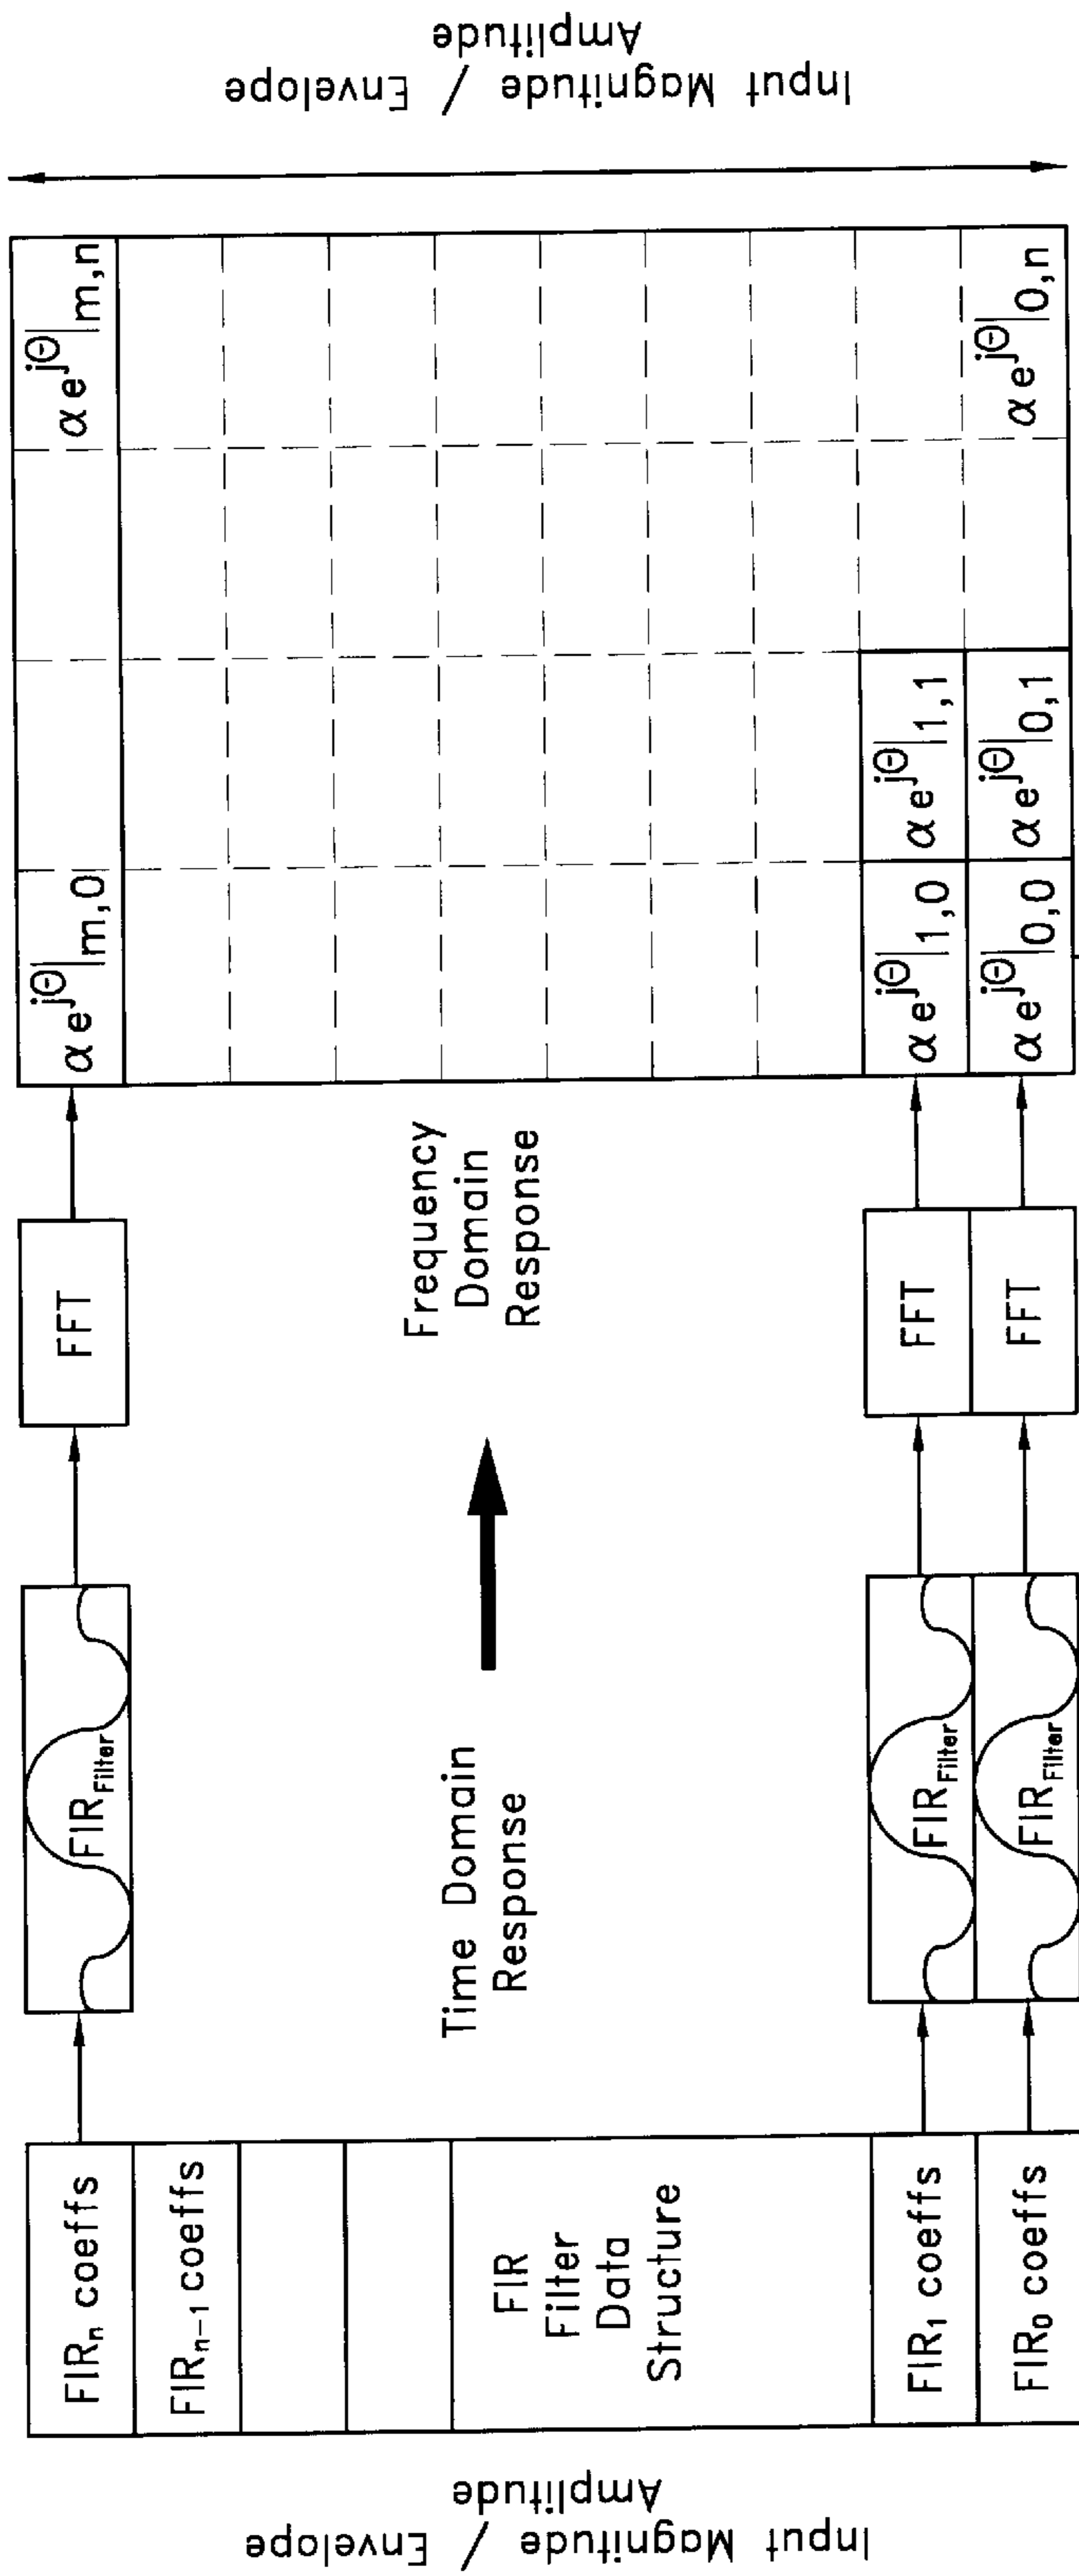 Input Magnitude / Envelope
Amplitude
FIRn coeffs
FIRn-1 coeffs
FIR
Filter
Data
Structure
FIR1 coeffs
FIR0 coeffs
FIRFilter
Time Domain
Response
FIRFilter
FIRFilter
FFT
Frequency
Domain
Response
FFT
FFT
αe^jΘ|m,0
αe^jΘ|m,n
αe^jΘ|1,0
αe^jΘ|1,1
αe^jΘ|0,0
αe^jΘ|0,1
αe^jΘ|0,n
Input Magnitude / Envelope
Amplitude